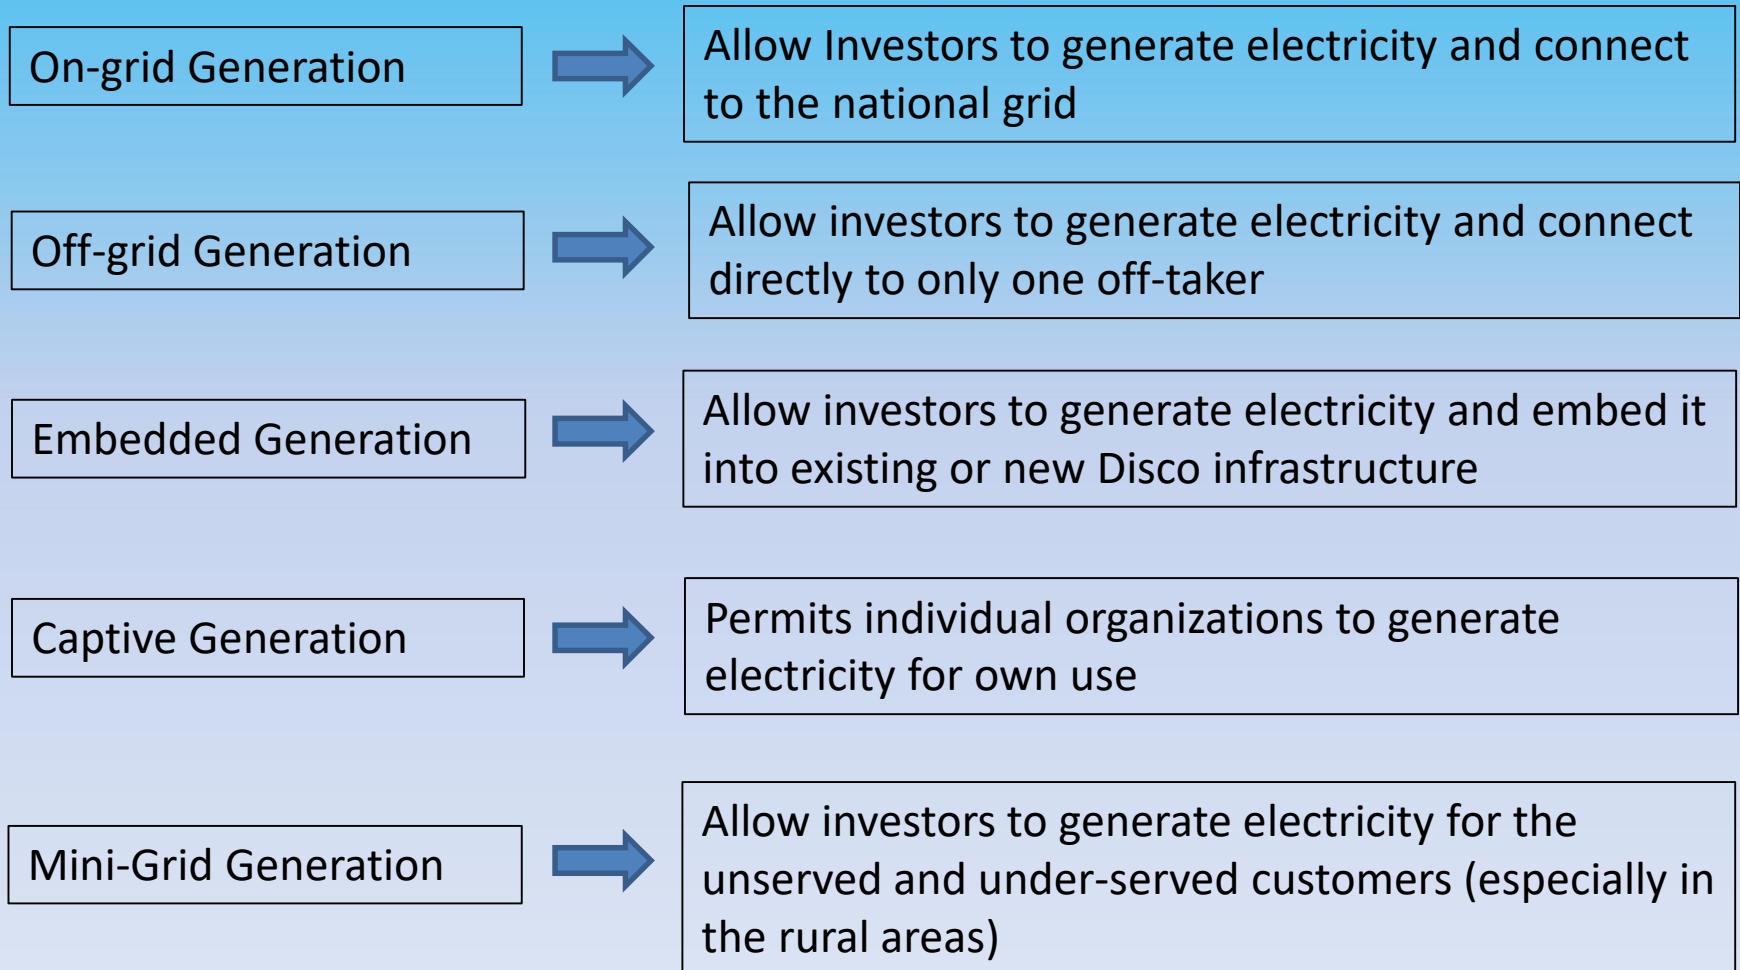 On-grid Generation
Allow Investors to generate electricity and connect
to the national grid
Off-grid Generation
Allow investors to generate electricity and connect
directly to only one off-taker
Embedded Generation
Allow investors to generate electricity and embed it
into existing or new Disco infrastructure
Captive Generation
Permits individual organizations to generate
electricity for own use
Mini-Grid Generation
Allow investors to generate electricity for the
unserved and under-served customers (especially in
the rural areas)